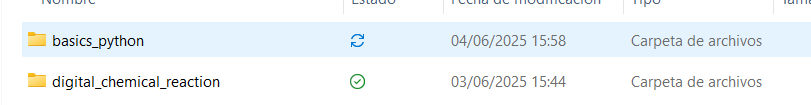 Nombre Estado Fecha de modificación Tipo
basics_python 04/06/2025 15:58 Carpeta de archivos
digital_chemical_reaction 03/06/2025 15:44 Carpeta de archivos